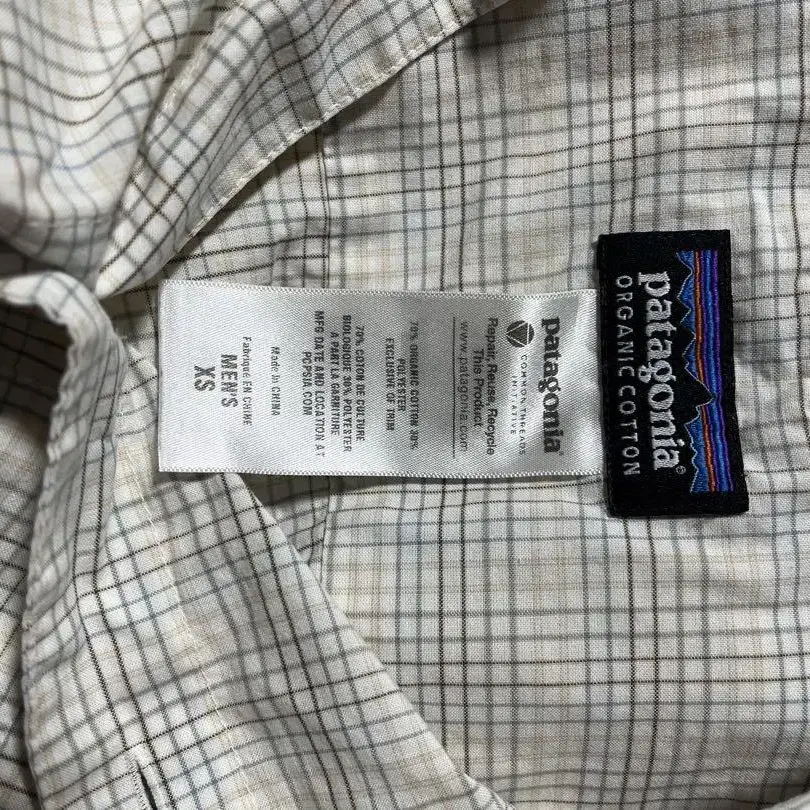 patagonia®
ORGANIC COTTON
patagonia®
COMMON THREADS
INITIATIVE
Repair, Reuse, Recycle
This Product
www.patagonia.com
70% ORGANIC COTTON 30%
POLYESTER
EXCLUSIVE OF TRIM
70% COTON DE CULTURE
BIOLOGIQUE 30% POLYESTER
A PART LA GARNITURE
MFG DATE AND LOCATION AT
PCPSIA.COM
Made in CHINA
Fabriqué EN CHINE
MEN'S
XS